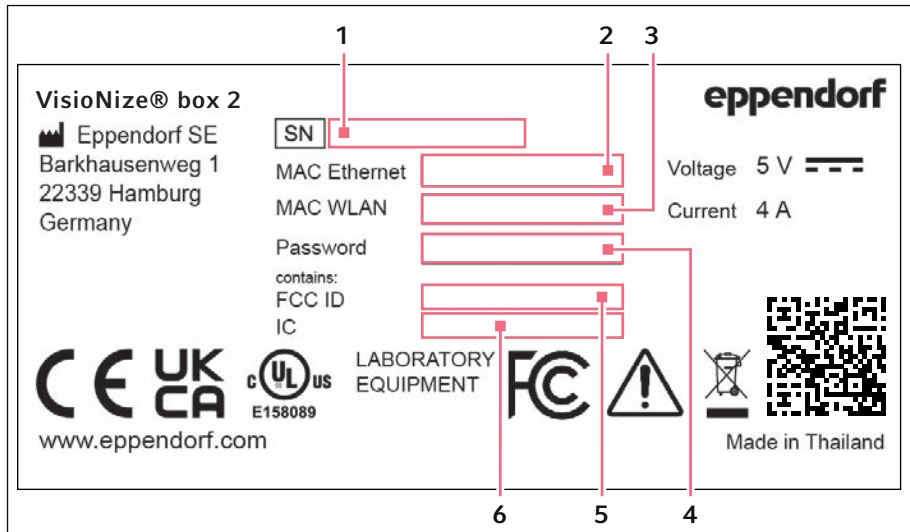 1 2 3
VisioNize® box 2
eppendorf
Eppendorf SE
Barkhausenweg 1
22339 Hamburg
Germany
SN
MAC Ethernet
MAC WLAN
Password
contains:
FCC ID
IC
Voltage 5 V
Current 4 A
CE UK CA
c UL US
E158089
LABORATORY
EQUIPMENT
FC
www.eppendorf.com
Made in Thailand
6 5 4